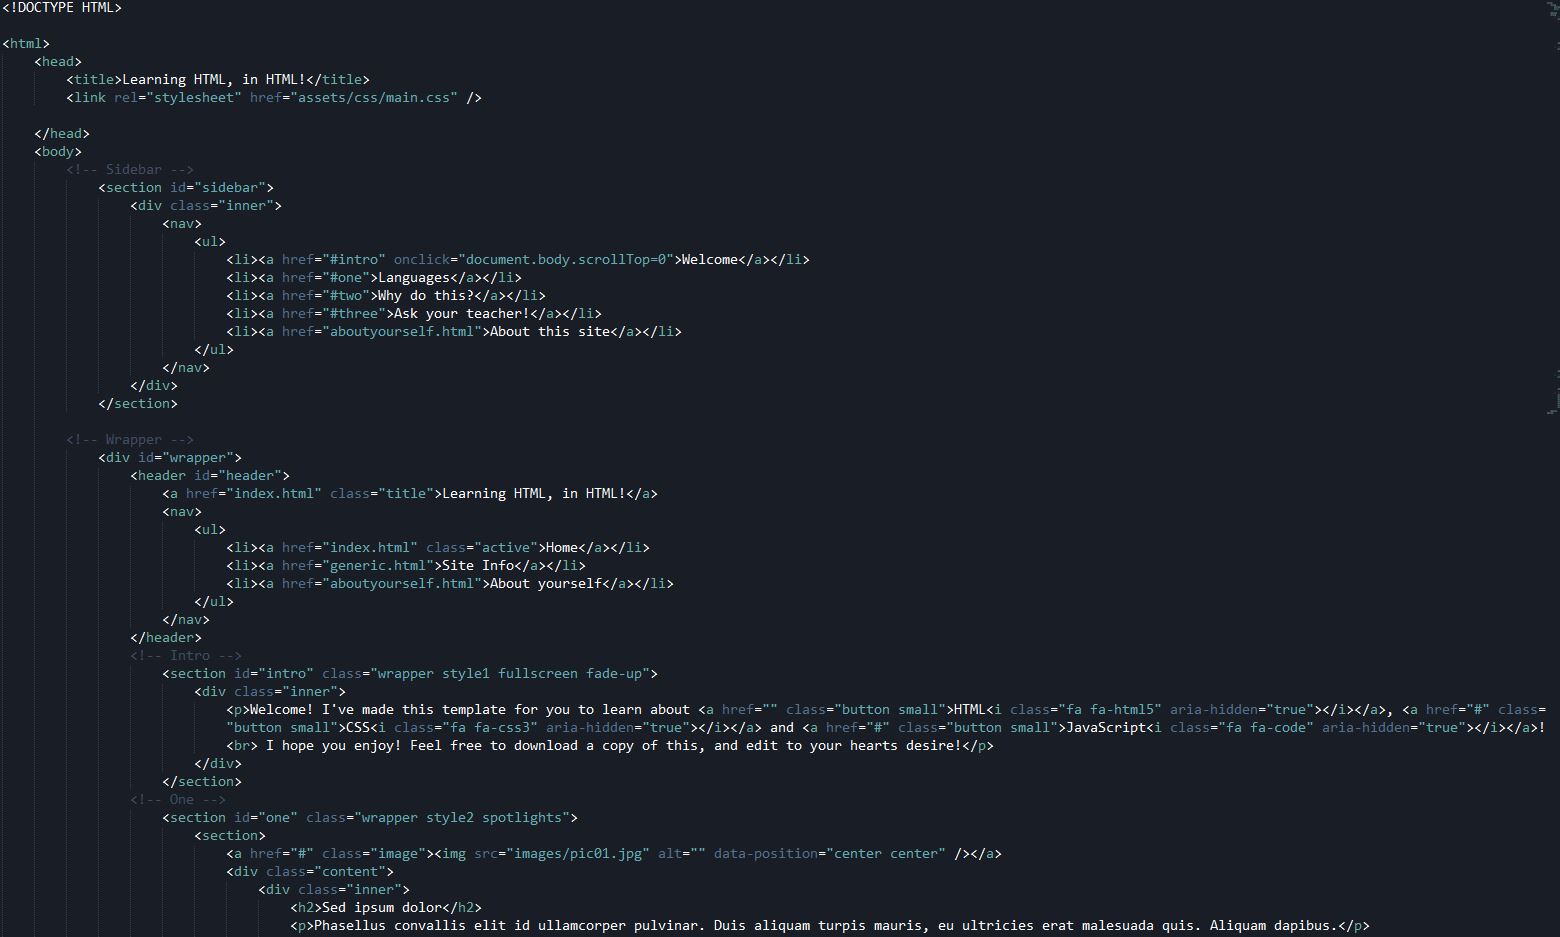 <!DOCTYPE HTML>
<html>
<head>
<title>Learning HTML, in HTML!</title>
<link rel="stylesheet" href="assets/css/main.css" />
</head>
<body>
<!-- Sidebar -->
<section id="sidebar">
<div class="inner">
<nav>
<ul>
<li><a href="#intro" onclick="document.body.scrollTop=0">Welcome</a></li>
<li><a href="#one">Languages</a></li>
<li><a href="#two">Why do this?</a></li>
<li><a href="#three">Ask your teacher!</a></li>
<li><a href="aboutyourself.html">About this site</a></li>
</ul>
</nav>
</div>
</section>
<!-- Wrapper -->
<div id="wrapper">
<header id="header">
<a href="index.html" class="title">Learning HTML, in HTML!</a>
<nav>
<ul>
<li><a href="index.html" class="active">Home</a></li>
<li><a href="generic.html">Site Info</a></li>
<li><a href="aboutyourself.html">About yourself</a></li>
</ul>
</nav>
</header>
<!-- Intro -->
<section id="intro" class="wrapper style1 fullscreen fade-up">
<div class="inner">
<p>Welcome! I've made this template for you to learn about <a href="" class="button small">HTML<i class="fa fa-html5" aria-hidden="true"></i></a>, <a href="#" class=
"button small">CSS<i class="fa fa-css3" aria-hidden="true"></i></a> and <a href="#" class="button small">JavaScript<i class="fa fa-code" aria-hidden="true"></i></a>!
<br> I hope you enjoy! Feel free to download a copy of this, and edit to your hearts desire!</p>
</div>
</section>
<!-- One -->
<section id="one" class="wrapper style2 spotlights">
<section>
<a href="#" class="image"><img src="images/pic01.jpg" alt="" data-position="center center" /></a>
<div class="content">
<div class="inner">
<h2>Sed ipsum dolor</h2>
<p>Phasellus convallis elit id ullamcorper pulvinar. Duis aliquam turpis mauris, eu ultricies erat malesuada quis. Aliquam dapibus.</p>